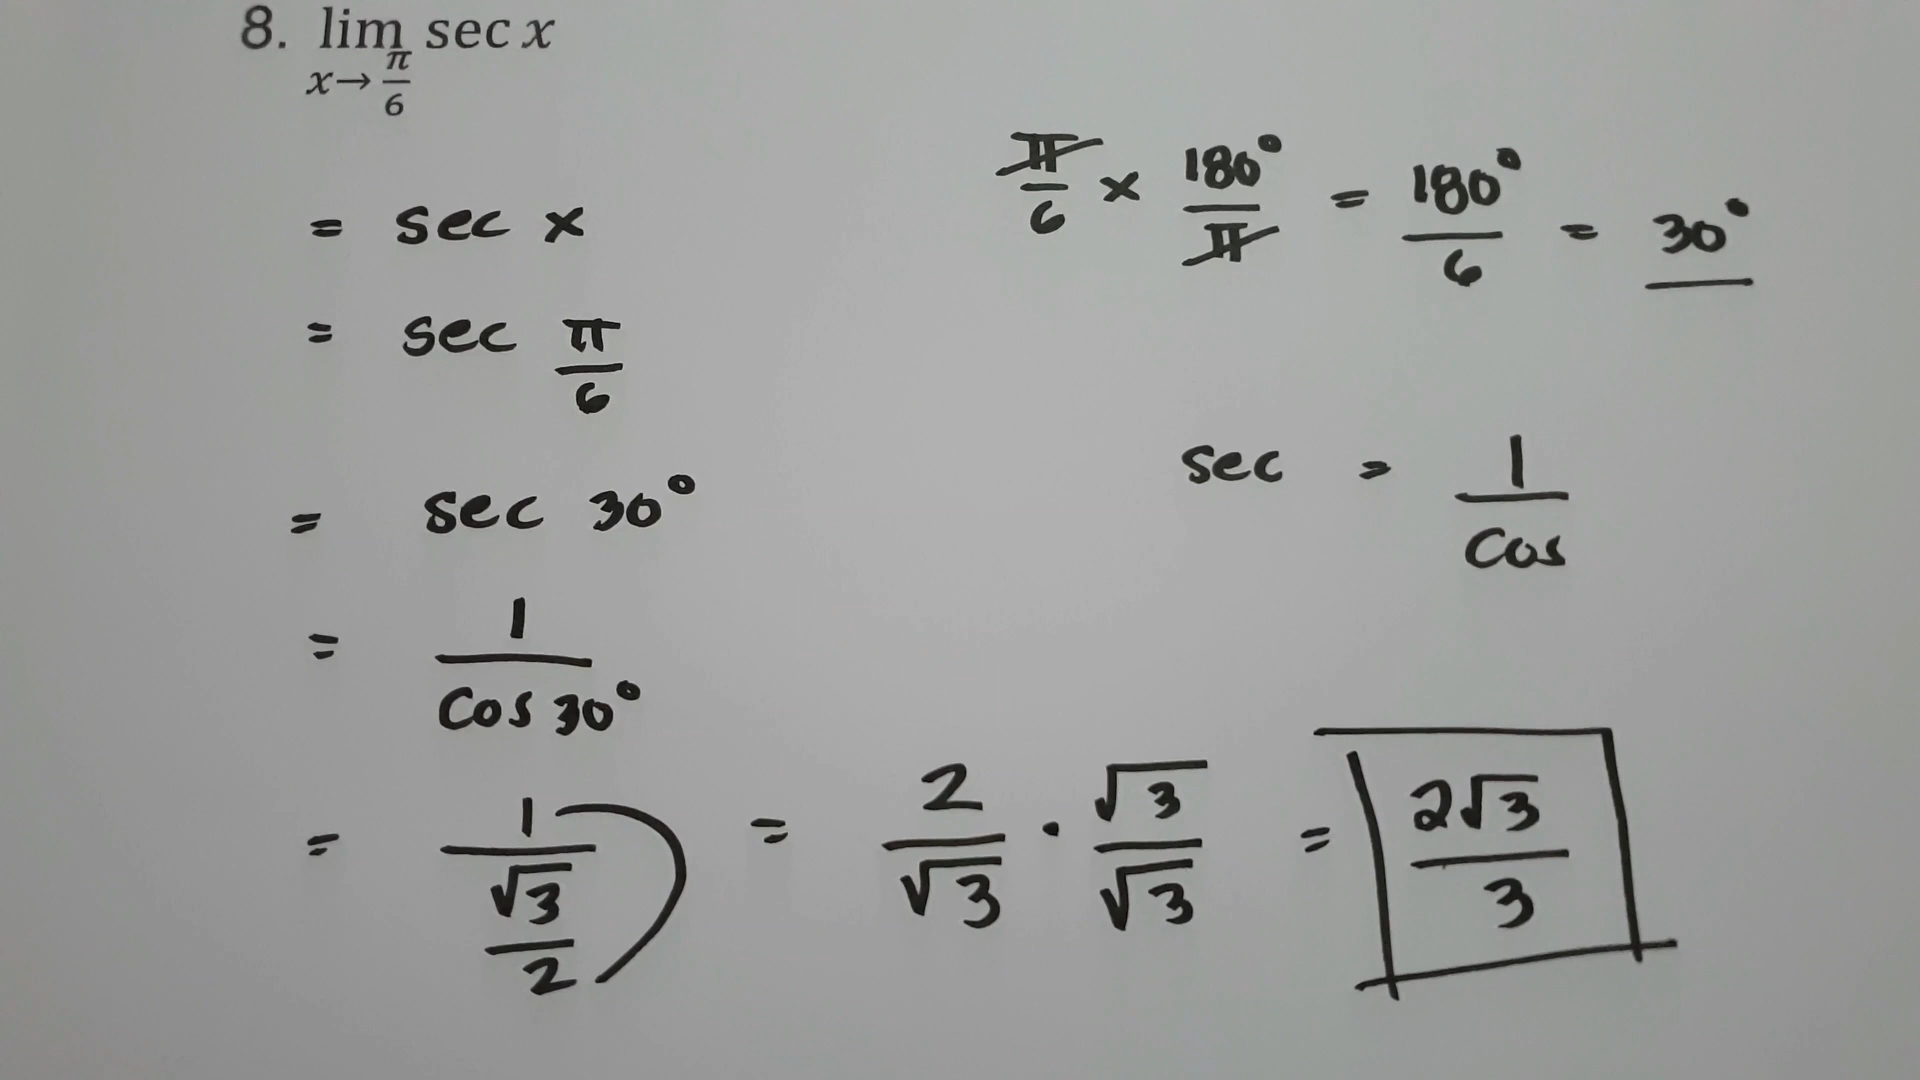 8. lim sec x
x→ π/6
π/6 × 180°/π = 180°/6 = 30°
= sec x
= sec π/6
sec = 1/cos
= sec 30°
= 1/cos 30°
= 1/(√3/2) = 2/√3 · √3/√3 = 2√3/3